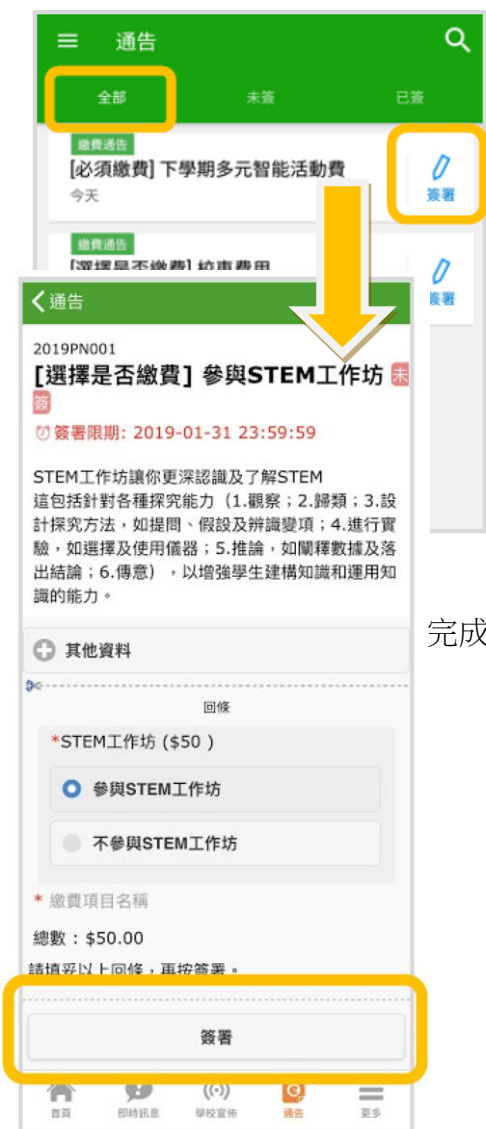 通告
全部
未簽
已簽
繳費通告
[必須繳費] 下學期多元智能活動費
今天
簽署
繳費通告
[選擇是否繳費] 校車費用
簽署
通告
2019PN001
[選擇是否繳費] 參與STEM工作坊 未
簽
簽署限期: 2019-01-31 23:59:59
STEM工作坊讓你更深認識及了解STEM
這包括針對各種探究能力（1.觀察；2.歸類；3.設
計探究方法，如提問、假設及辨識變項；4.進行實
驗，如選擇及使用儀器；5.推論，如闡釋數據及落
出結論；6.傳意），以增強學生建構知識和運用知
識的能力。
完成
其他資料
回條
*STEM工作坊 ($50 )
參與STEM工作坊
不參與STEM工作坊
* 繳費項目名稱
總數：$50.00
請填妥以上回條，再按簽署。
簽署
首頁
即時訊息
學校宣佈
通告
更多